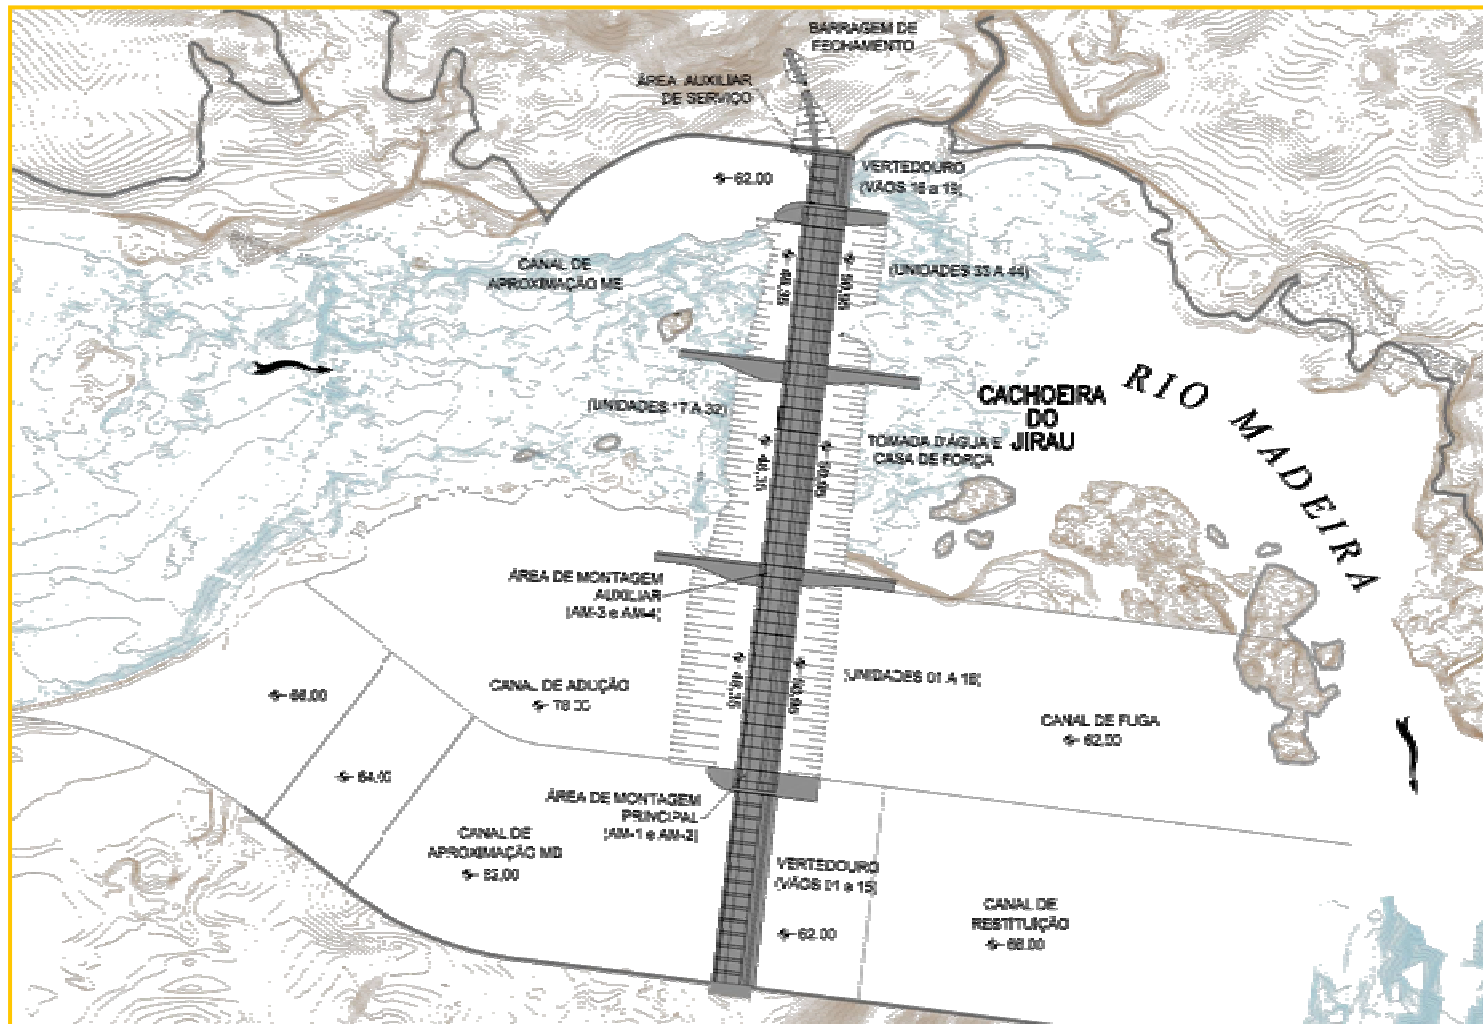 BARRAGEM DE
FECHAMENTO
ÁREA AUXILIAR
DE SERVIÇO
VERTEDOURO
(VÃOS 16 a 18)
62.00
CANAL DE
APROXIMAÇÃO ME
(UNIDADES 33 A 44)
CACHOEIRA
DO
JIRAU
RIO MADEIRA
(UNIDADES 17 A 32)
TOMADA D'ÁGUA E
CASA DE FORÇA
ÁREA DE MONTAGEM
AUXILIAR
(AM-3 e AM-4)
CANAL DE ADUÇÃO
(UNIDADES 01 A 16)
CANAL DE FUGA
62.00
ÁREA DE MONTAGEM
PRINCIPAL
(AM-1 e AM-2)
CANAL DE
APROXIMAÇÃO MD
VERTEDOURO
(VÃOS 01 a 15)
62.00
CANAL DE
RESTITUIÇÃO